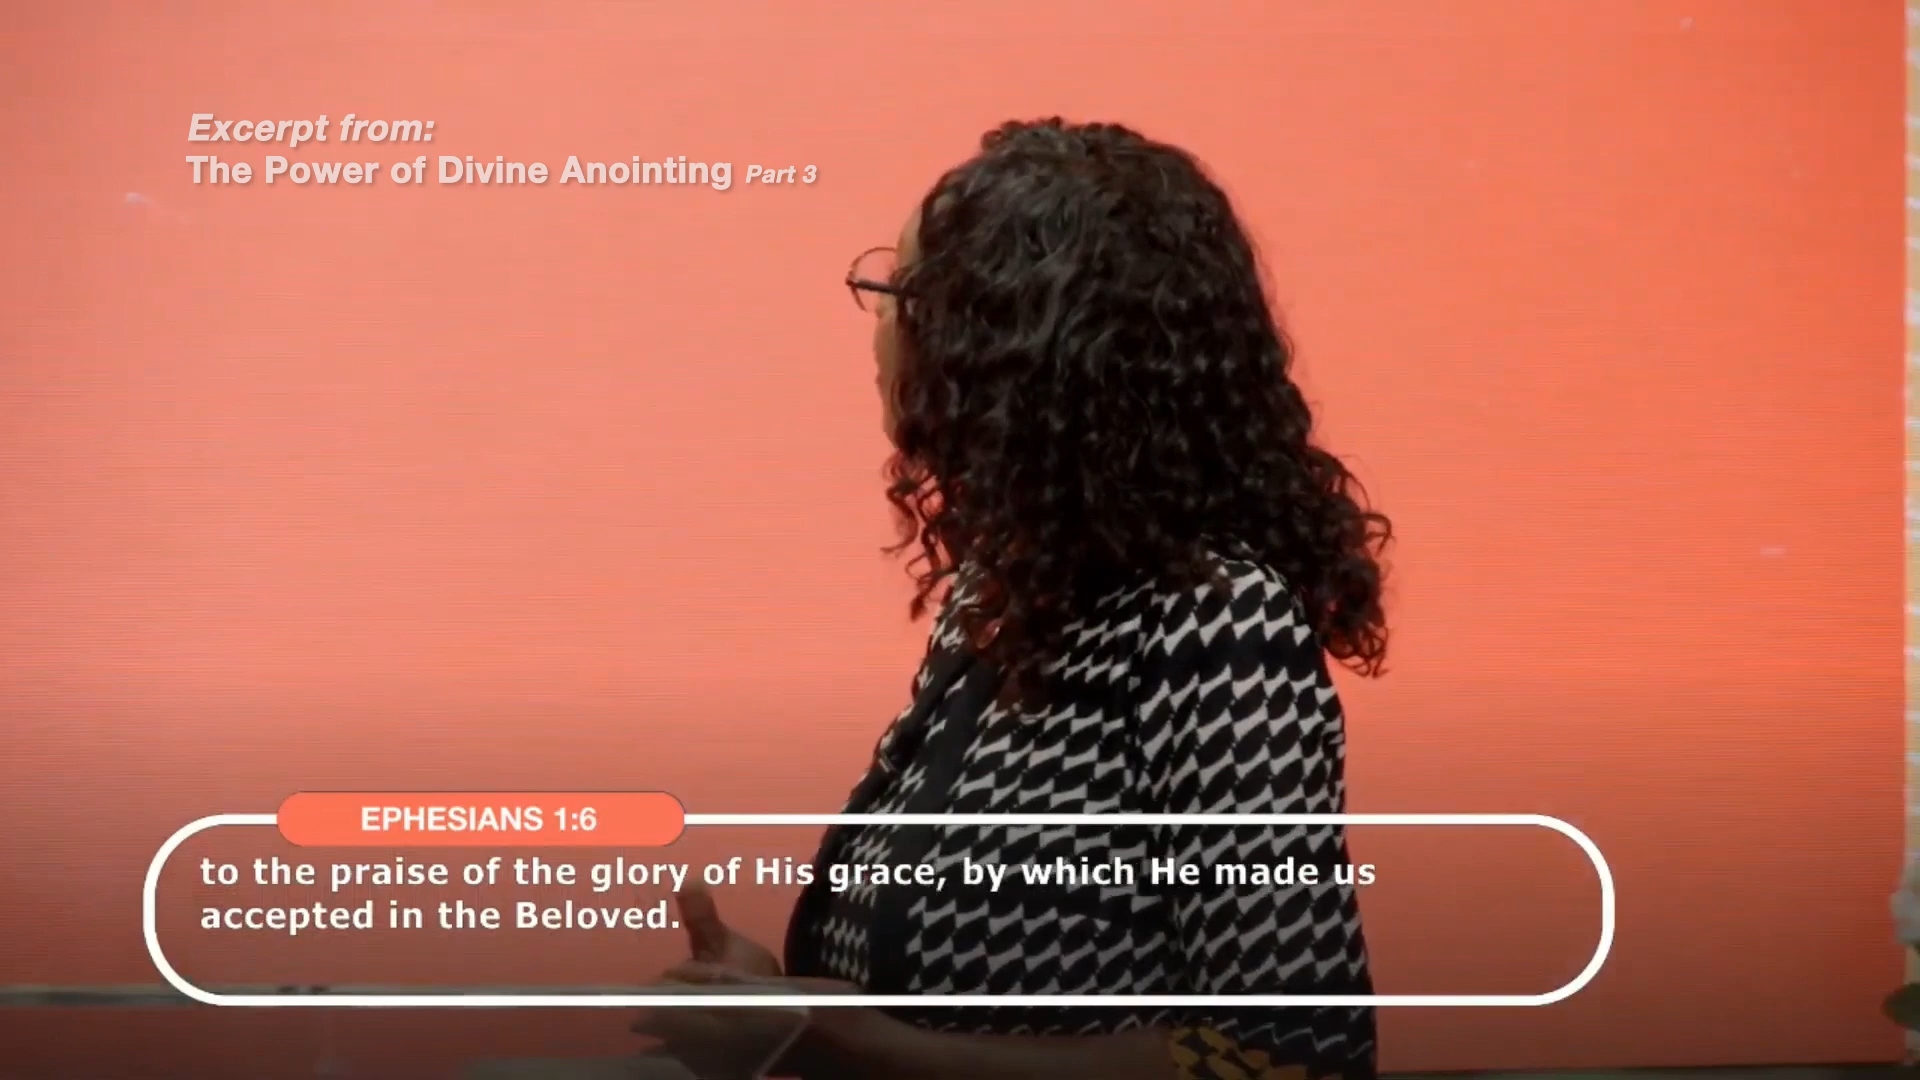 Excerpt from:
The Power of Divine Anointing Part 3
EPHESIANS 1:6
to the praise of the glory of His grace, by which He made us
accepted in the Beloved.